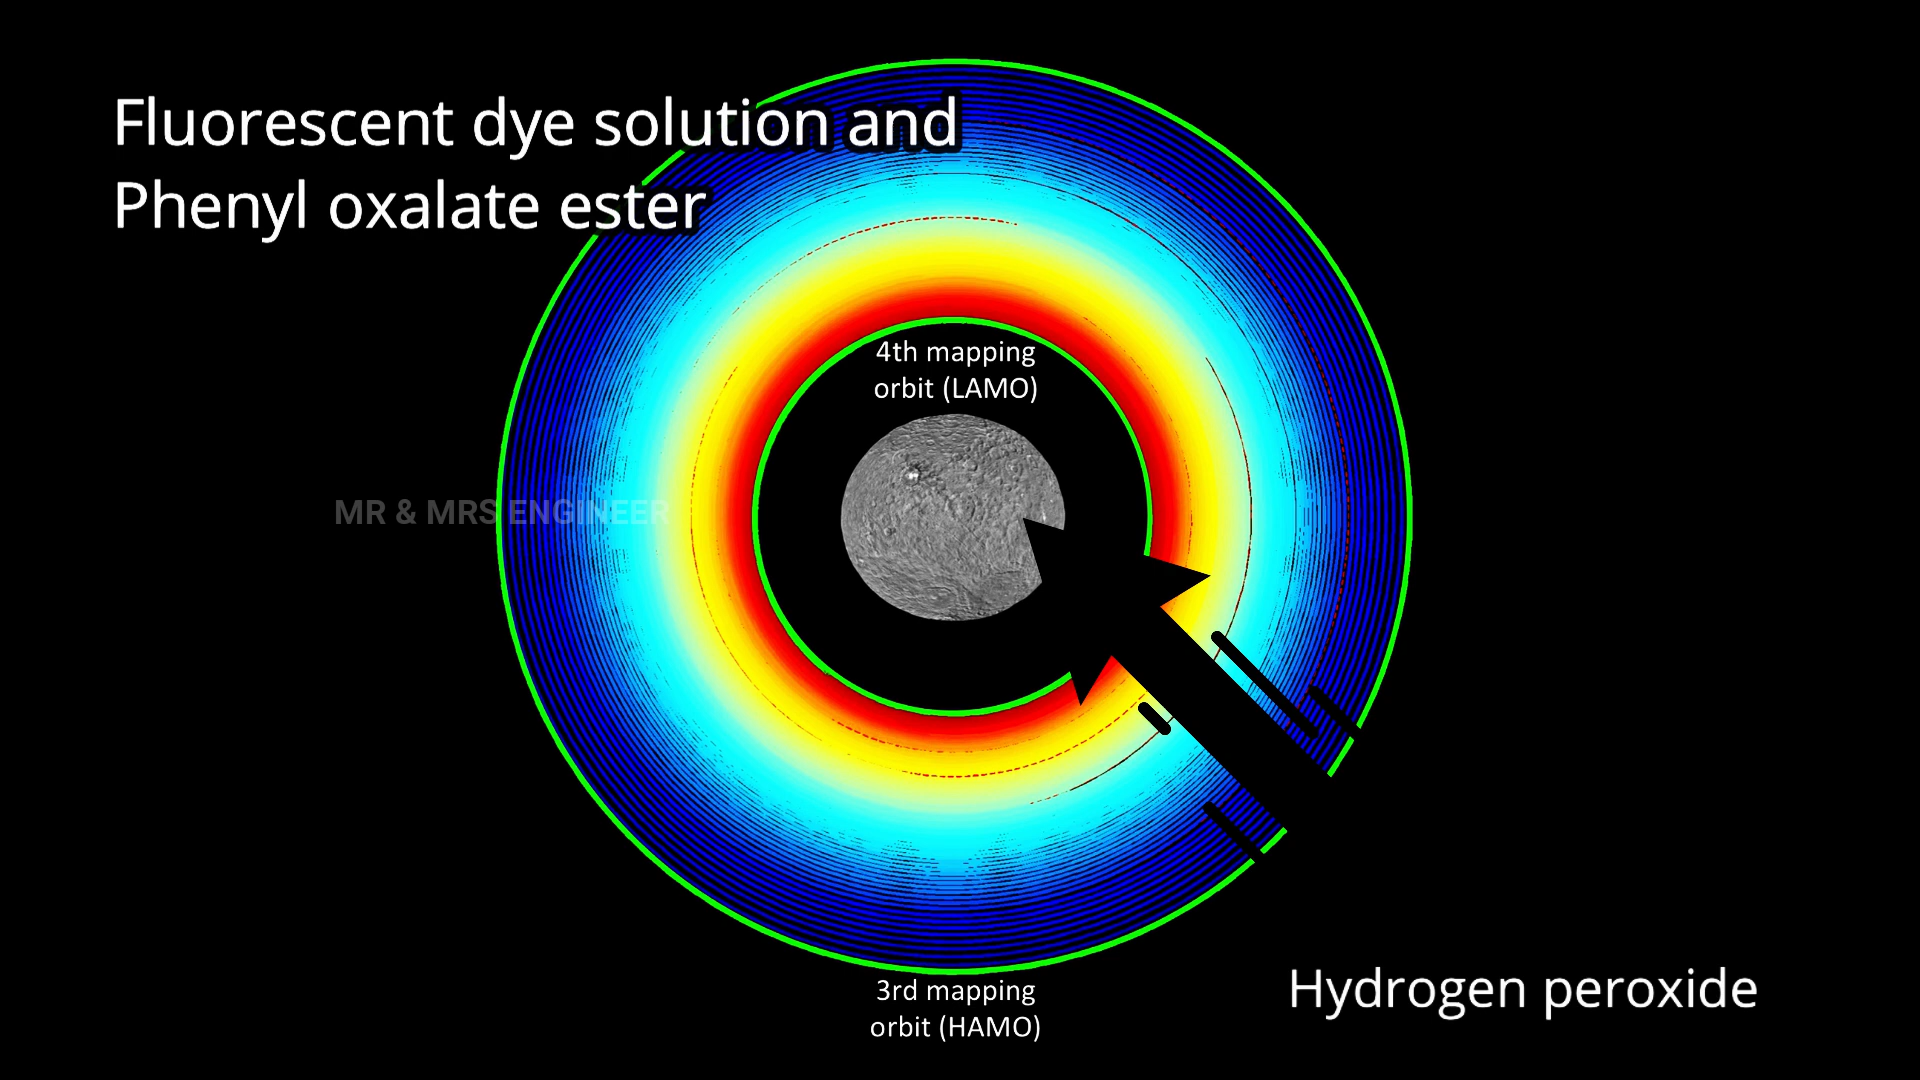 Fluorescent dye solution and
Phenyl oxalate ester
4th mapping
orbit (LAMO)
MR & MRS ENGINEER
Hydrogen peroxide
3rd mapping
orbit (HAMO)